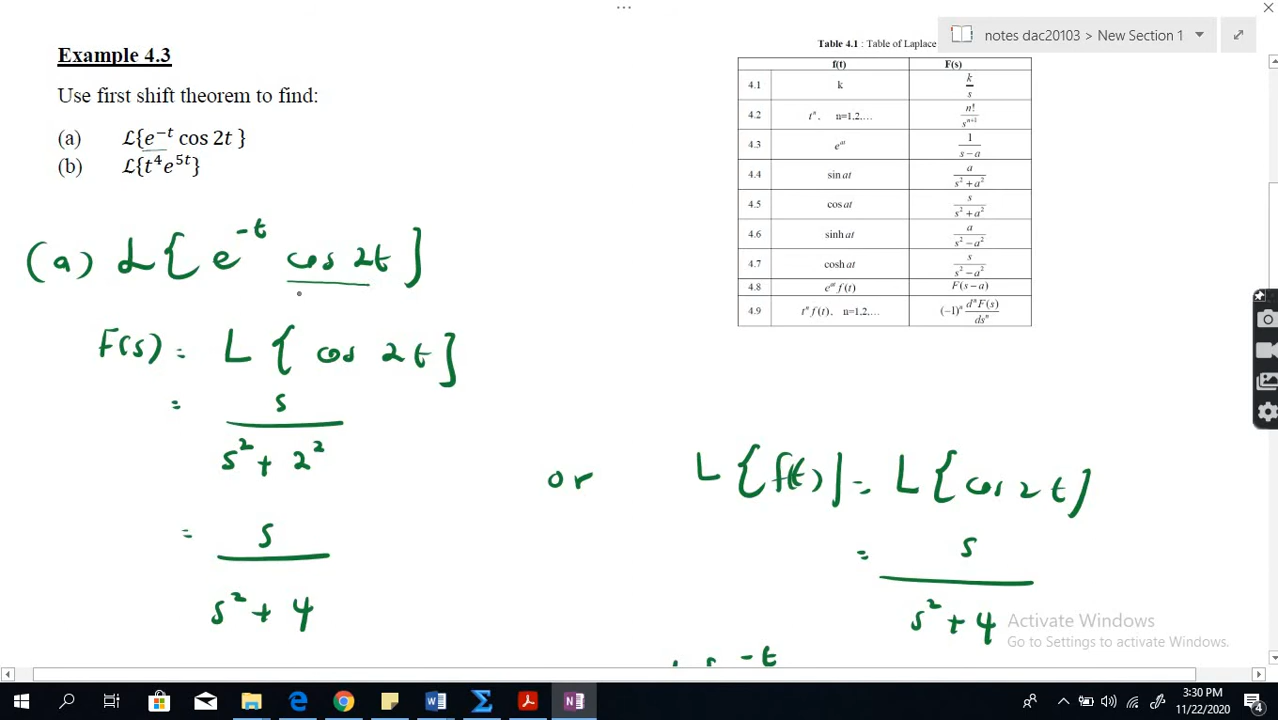 notes dac20103 > New Section 1
Example 4.3
Use first shift theorem to find:
(a) ℒ{e⁻ᵗ cos 2t }
(b) ℒ{t⁴e⁵ᵗ}
Table 4.1 : Table of Laplace
f(t) F(s)
4.1 k k/s
4.2 tⁿ, n=1,2,... n!/sⁿ⁺¹
4.3 eᵃᵗ 1/(s−a)
4.4 sin at a/(s²+a²)
4.5 cos at s/(s²+a²)
4.6 sinh at a/(s²−a²)
4.7 cosh at s/(s²−a²)
4.8 eᵃᵗ f(t) F(s−a)
4.9 tⁿ f(t), n=1,2,... (−1)ⁿ dⁿF(s)/dsⁿ
(a) ℒ{ e⁻ᵗ cos 2t }
F(s) = L { cos 2t }
= s/(s² + 2²)
= s/(s² + 4)
or L{f(t)} = L{cos 2t}
= s/(s² + 4)
Activate Windows
Go to Settings to activate Windows.
3:30 PM
11/22/2020
4